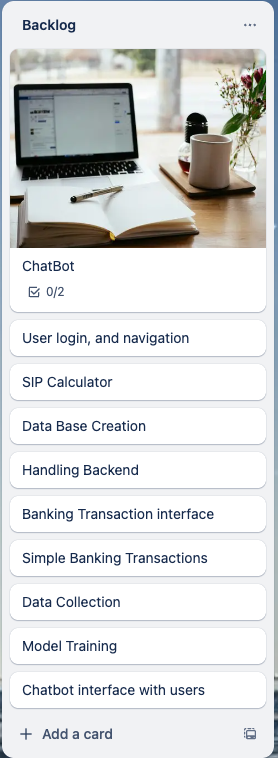 Backlog
ChatBot
0/2
User login, and navigation
SIP Calculator
Data Base Creation
Handling Backend
Banking Transaction interface
Simple Banking Transactions
Data Collection
Model Training
Chatbot interface with users
Add a card